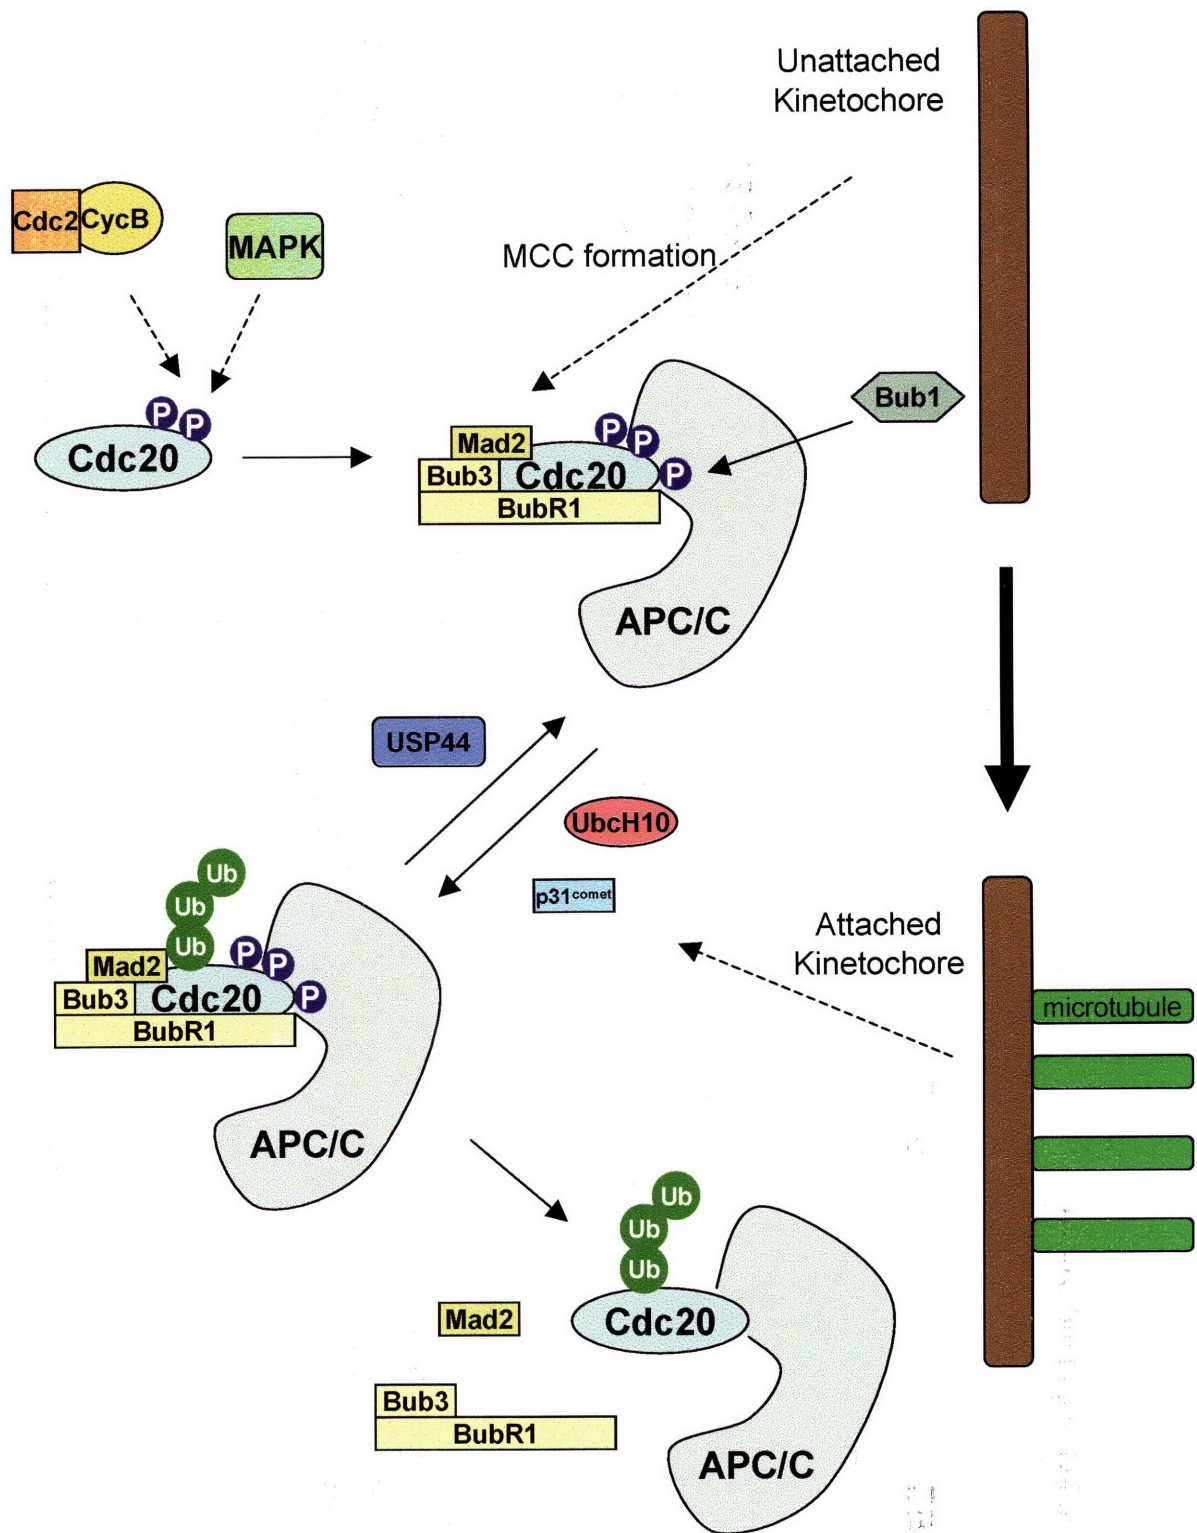 Unattached
Kinetochore
Cdc2
CycB
MAPK
MCC formation
P
P
Cdc20
P
P
P
Mad2
Bub3
Cdc20
BubR1
Bub1
APC/C
USP44
UbcH10
p31comet
Ub
Ub
Ub
P
P
P
Mad2
Bub3
Cdc20
BubR1
APC/C
Attached
Kinetochore
microtubule
Ub
Ub
Ub
Mad2
Cdc20
Bub3
BubR1
APC/C